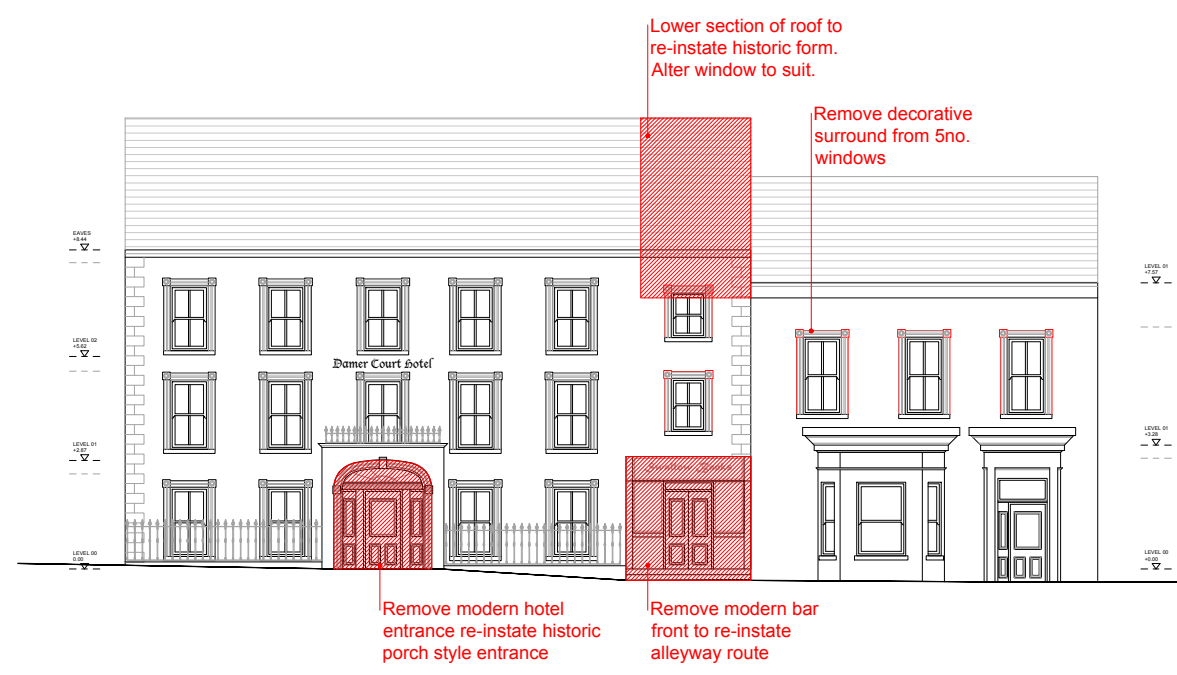 Lower section of roof to
re-instate historic form.
Alter window to suit.
Remove decorative
surround from 5no.
windows
EAVES
+8.44
LEVEL 01
+7.57
LEVEL 02
+5.62
Damer Court Hotel
LEVEL 01
+2.87
LEVEL 01
+3.28
Swallow Books
LEVEL 00
0.00
LEVEL 00
+0.00
Remove modern hotel
entrance re-instate historic
porch style entrance
Remove modern bar
front to re-instate
alleyway route